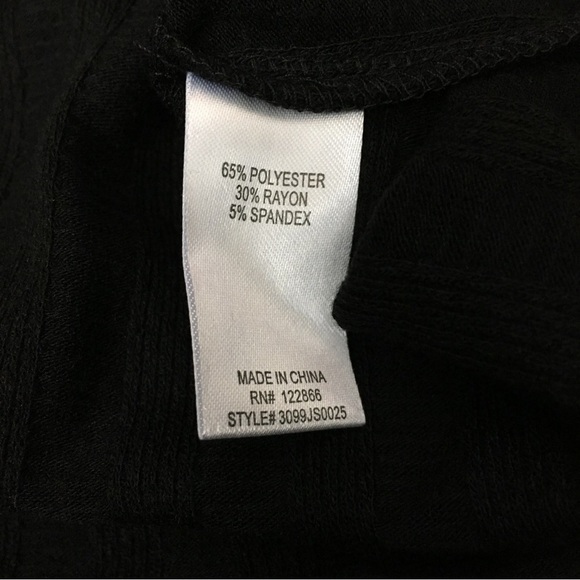 65% POLYESTER
30% RAYON
5% SPANDEX
MADE IN CHINA
RN# 122866
STYLE# 3099JS0025